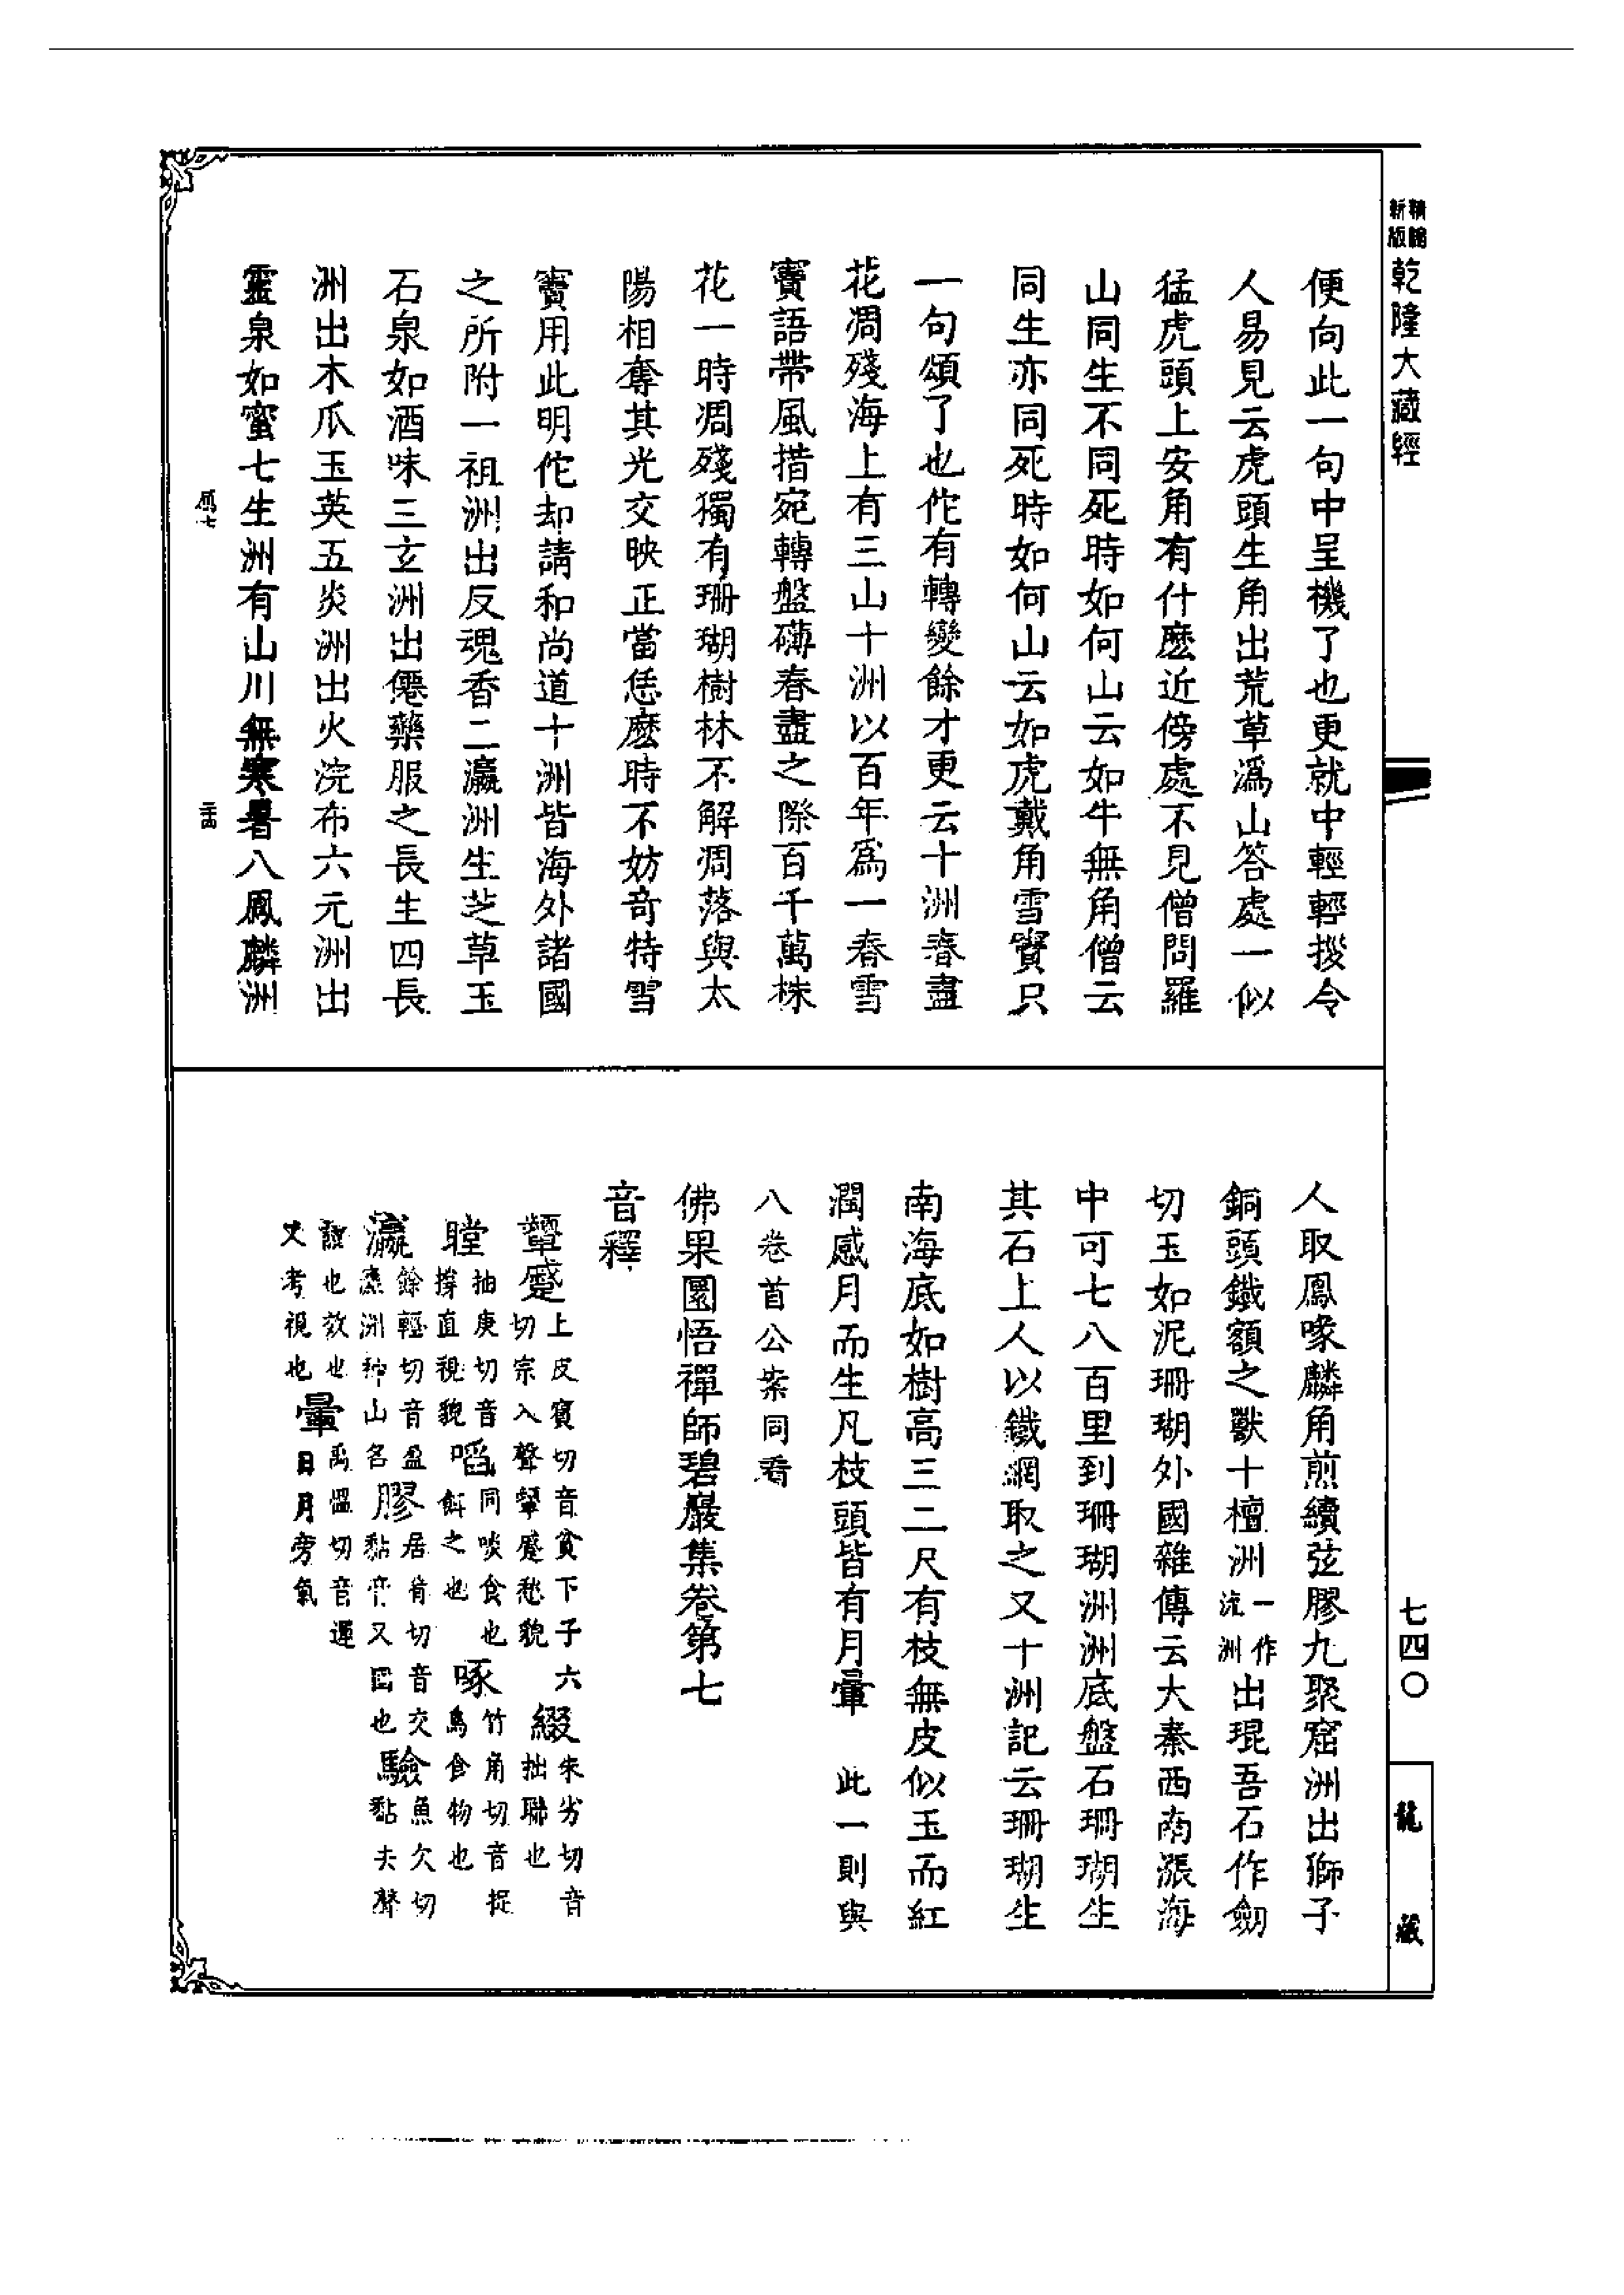 精縮
新版
乾隆大藏經
便向此一句中呈機了也更就中輕輕拶令
人易見云虎頭生角出荒草溈山答處一似
猛虎頭上安角有什麽近傍處不見僧問羅
山同生不同死時如何山云如牛無角僧云
同生亦同死時如何山云如虎戴角雪竇只
一句頌了也佗有轉變餘才更云十洲春盡
花凋殘海上有三山十洲以百年爲一春雪
竇語帶風措宛轉盤礴春盡之際百千萬株
花一時凋殘獨有珊瑚樹林不解凋落與太
陽相奪其光交映正當恁麽時不妨奇特雪
竇用此明佗却請和尚道十洲皆海外諸國
之所附一祖洲出反魂香二瀛洲生芝草玉
石泉如酒味三玄洲出僊藥服之長生四長
洲出木爪玉英五炎洲出火浣布六元洲出
靈泉如蜜七生洲有山川無寒暑八鳳麟洲
人取鳳喙麟角煎續弦膠九聚窟洲出獅子
銅頭鐵額之獸十檀洲一作流洲出琨吾石作劒
切玉如泥珊瑚外國雜傳云大秦西南漲海
中可七八百里到珊瑚洲洲底盤石珊瑚生
其石上人以鐵網取之又十洲記云珊瑚生
南海底如樹高三二尺有枝無皮似玉而紅
潤感月而生凡枝頭皆有月暈 此一則與
八卷首公案同看
佛果圜悟禪師碧巖集卷第七
音釋
顰蹙上皮賓切音貧下子六切宗入聲顰蹙愁貌 綴朱劣切音拙聯也
瞠抽庚切音撐直視貌 啗同啖食也餌之也 啄竹角切音捉鳥食物也
瀛餘輕切音盈瀛洲神山名 膠居肴切音交黏也又固也 驗魚欠切黏去聲
證也效也又考視也 暈禹慍切音運日月旁氣
七四〇
龍藏